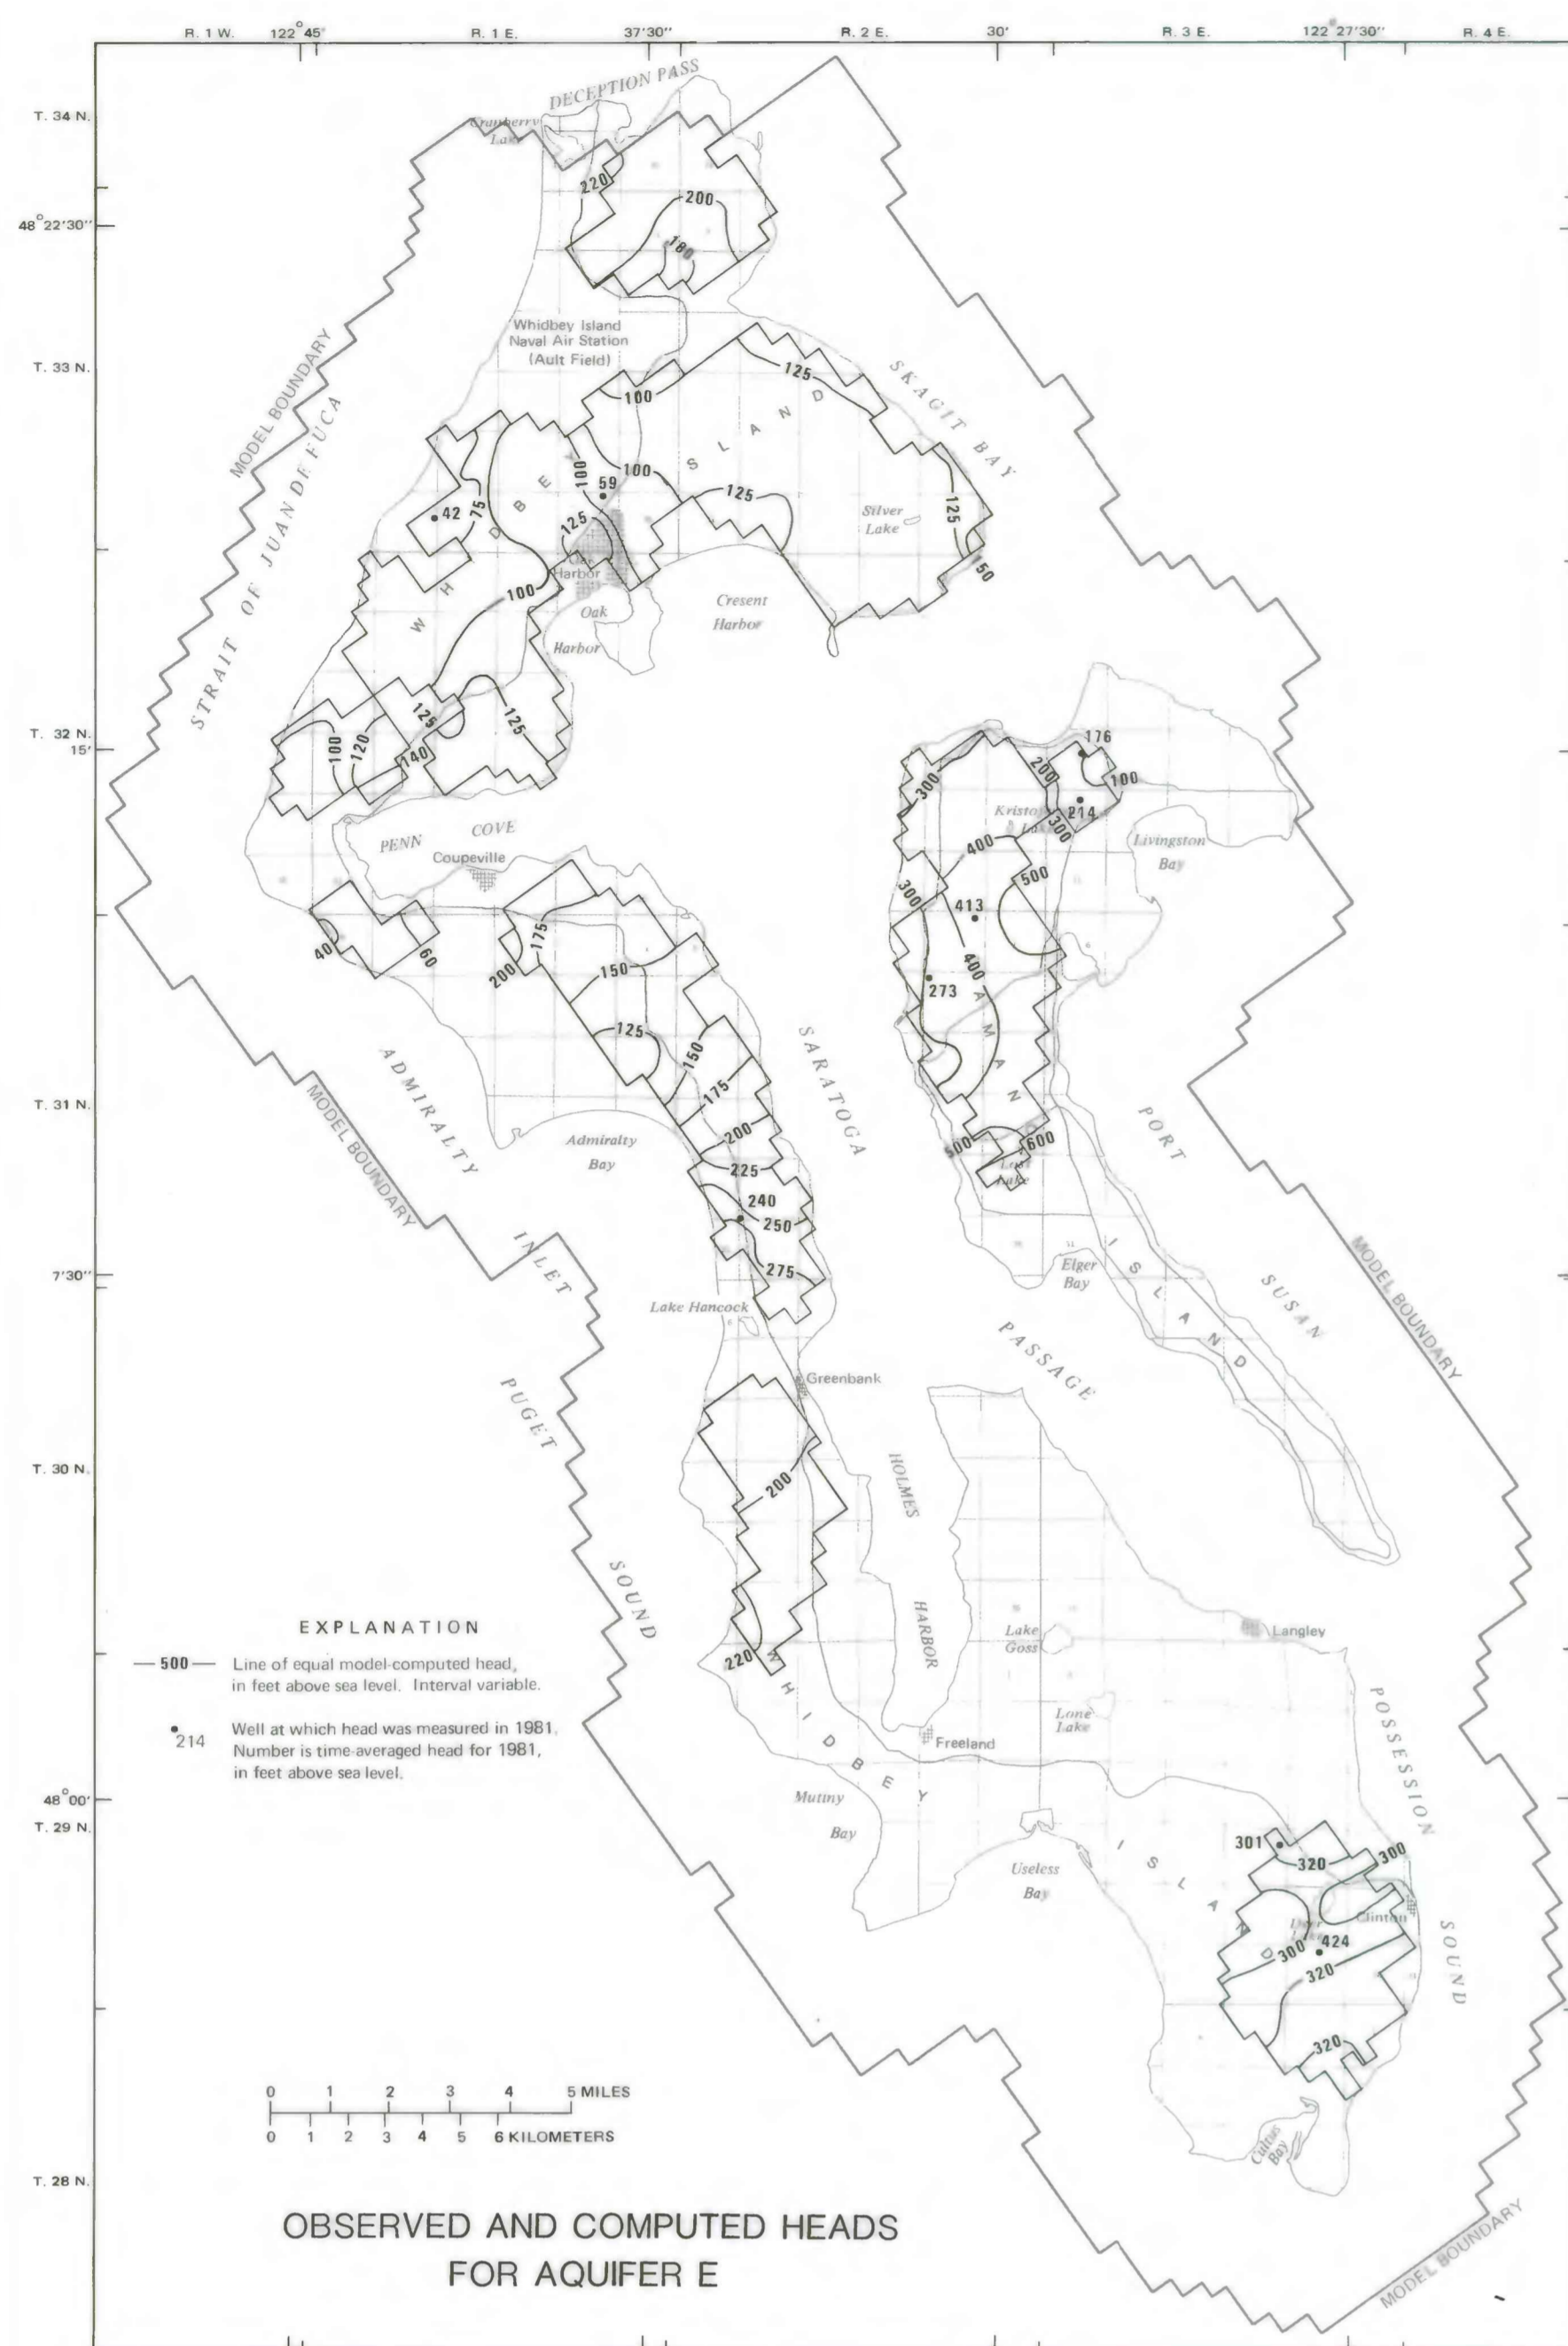 R. 1 W. 122°45' R. 1 E. 37'30" R. 2 E. 30' R. 3 E. 122°27'30" R. 4 E.
DECEPTION PASS
T. 34 N.
Cranberry
Lake
220
200
48°22'30"
180
Whidbey Island
Naval Air Station
(Ault Field)
MODEL BOUNDARY
T. 33 N.
125
SKAGIT BAY
100
STRAIT OF JUAN DE FUCA
WHIDBEY ISLAND
100
100
59
125
75
42
125
Silver
Lake
125
150
Oak
Harbor
100
Oak
Harbor
Cresent
Harbor
125
125
T. 32 N.
15'
100
120
140
176
200
100
300
Kristoferson
Lake
214
300
PENN COVE
Coupeville
400
Livingston
Bay
500
300
413
40
60
175
200
150
400
273
125
150
CAMANO
SARATOGA
ADMIRALTY
MODEL BOUNDARY
175
T. 31 N.
200
PORT
Admiralty
Bay
500
600
Lost
Lake
225
240
250
INLET
ISLAND
Elger
Bay
275
7'30"
SUSAN
MODEL BOUNDARY
Lake Hancock
PASSAGE
PUGET
Greenbank
HOLMES
T. 30 N.
200
SOUND
HARBOR
Lake
Goss
Langley
220
WHIDBEY
Lone
Lake
Freeland
POSSESSION
EXPLANATION
500 Line of equal model-computed head,
in feet above sea level. Interval variable.
214 Well at which head was measured in 1981.
Number is time-averaged head for 1981,
in feet above sea level.
48°00'
T. 29 N.
Mutiny
Bay
Useless
Bay
ISLAND
301
320
300
Clinton
Deer
Lake
300
424
320
SOUND
320
Cultus
Bay
0 1 2 3 4 5 MILES
0 1 2 3 4 5 6 KILOMETERS
T. 28 N.
OBSERVED AND COMPUTED HEADS
FOR AQUIFER E
MODEL BOUNDARY